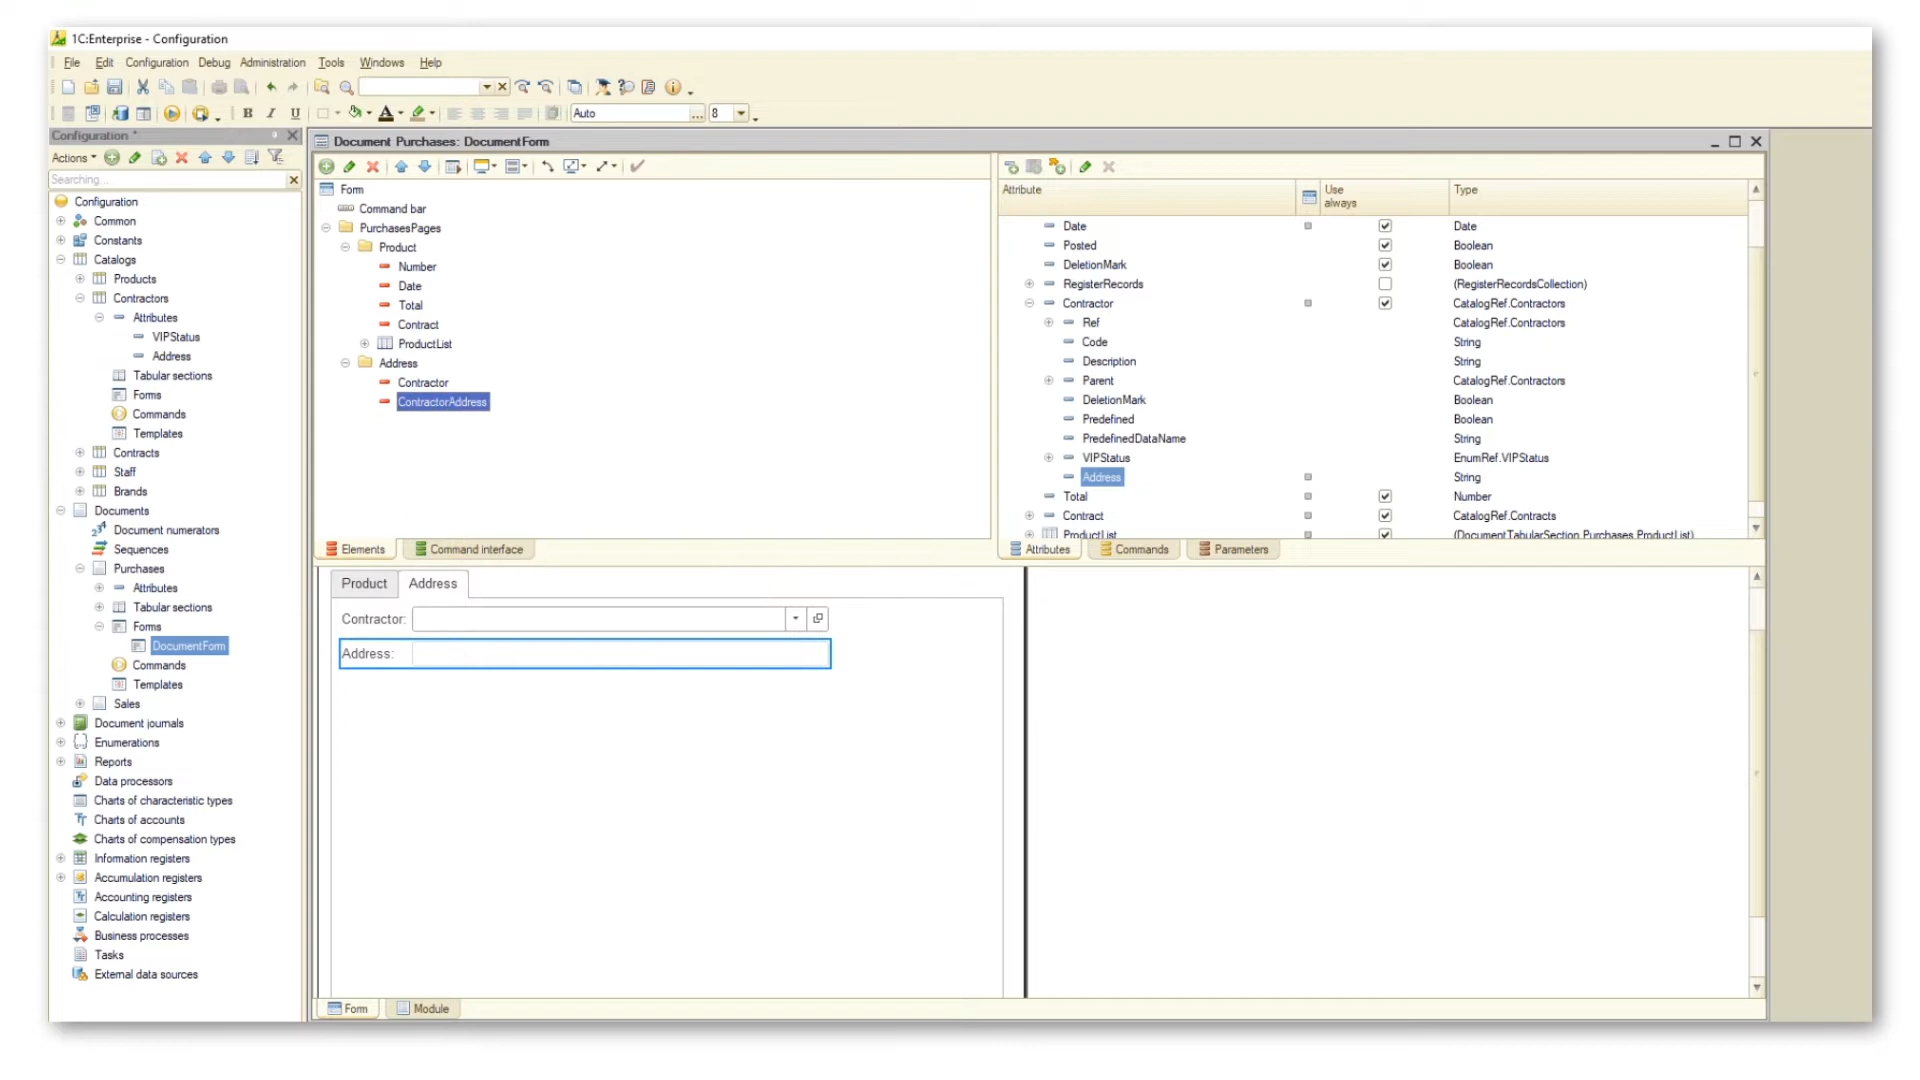 1C:Enterprise - Configuration
File Edit Configuration Debug Administration Tools Windows Help
B I U A Auto ... 8
Configuration *
Actions
Searching...
Configuration
Common
Constants
Catalogs
Products
Contractors
Attributes
VIPStatus
Address
Tabular sections
Forms
Commands
Templates
Contracts
Staff
Brands
Documents
Document numerators
Sequences
Purchases
Attributes
Tabular sections
Forms
DocumentForm
Commands
Templates
Sales
Document journals
Enumerations
Reports
Data processors
Charts of characteristic types
Charts of accounts
Charts of compensation types
Information registers
Accumulation registers
Accounting registers
Calculation registers
Business processes
Tasks
External data sources
Document Purchases: DocumentForm
Form
Command bar
PurchasesPages
Product
Number
Date
Total
Contract
ProductList
Address
Contractor
ContractorAddress
Elements Command interface
Attribute Use always Type
Date Date
Posted Boolean
DeletionMark Boolean
RegisterRecords (RegisterRecordsCollection)
Contractor CatalogRef.Contractors
Ref CatalogRef.Contractors
Code String
Description String
Parent CatalogRef.Contractors
DeletionMark Boolean
Predefined Boolean
PredefinedDataName String
VIPStatus EnumRef.VIPStatus
Address String
Total Number
Contract CatalogRef.Contracts
ProductList (DocumentTabularSection.Purchases.ProductList)
Attributes Commands Parameters
Product Address
Contractor:
Address:
Form Module